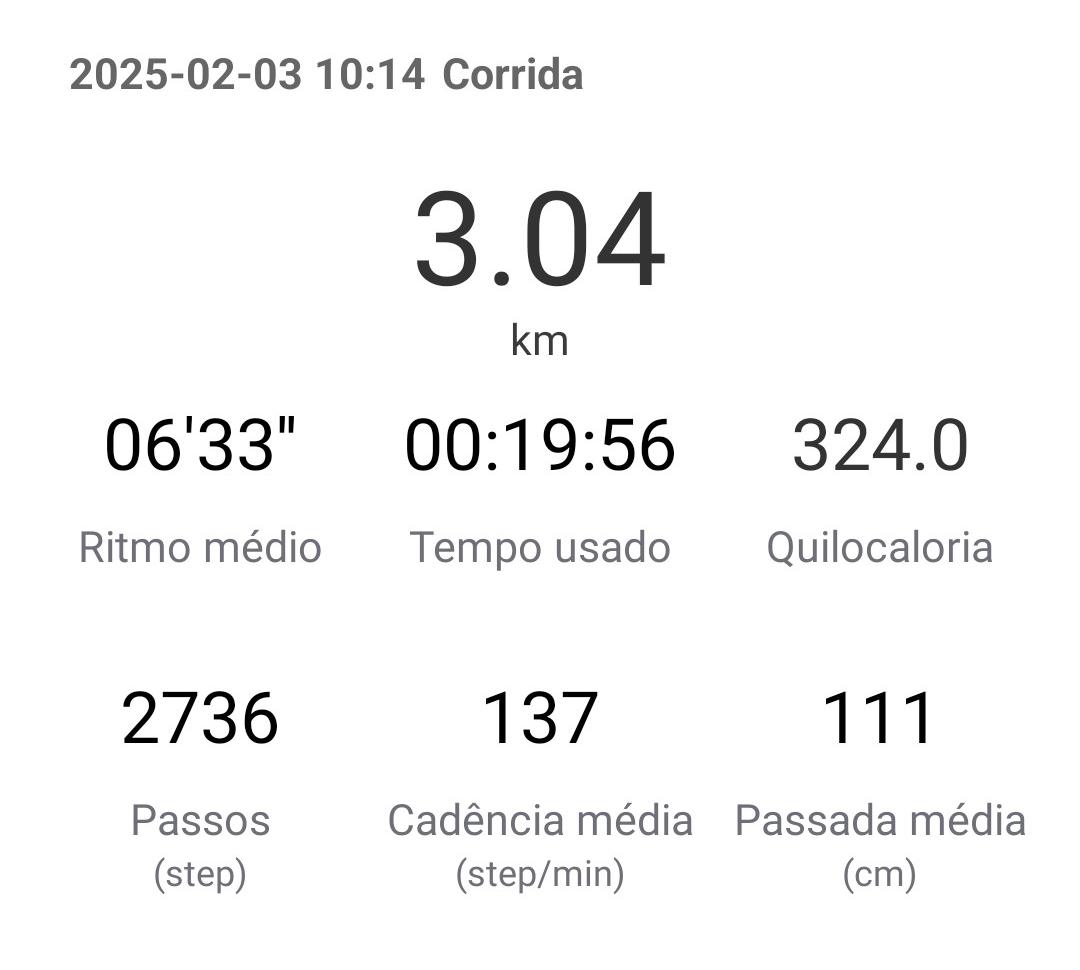 2025-02-03 10:14 Corrida
3.04
km
06'33" 00:19:56 324.0
Ritmo médio Tempo usado Quilocaloria
2736 137 111
Passos Cadência média Passada média
(step) (step/min) (cm)